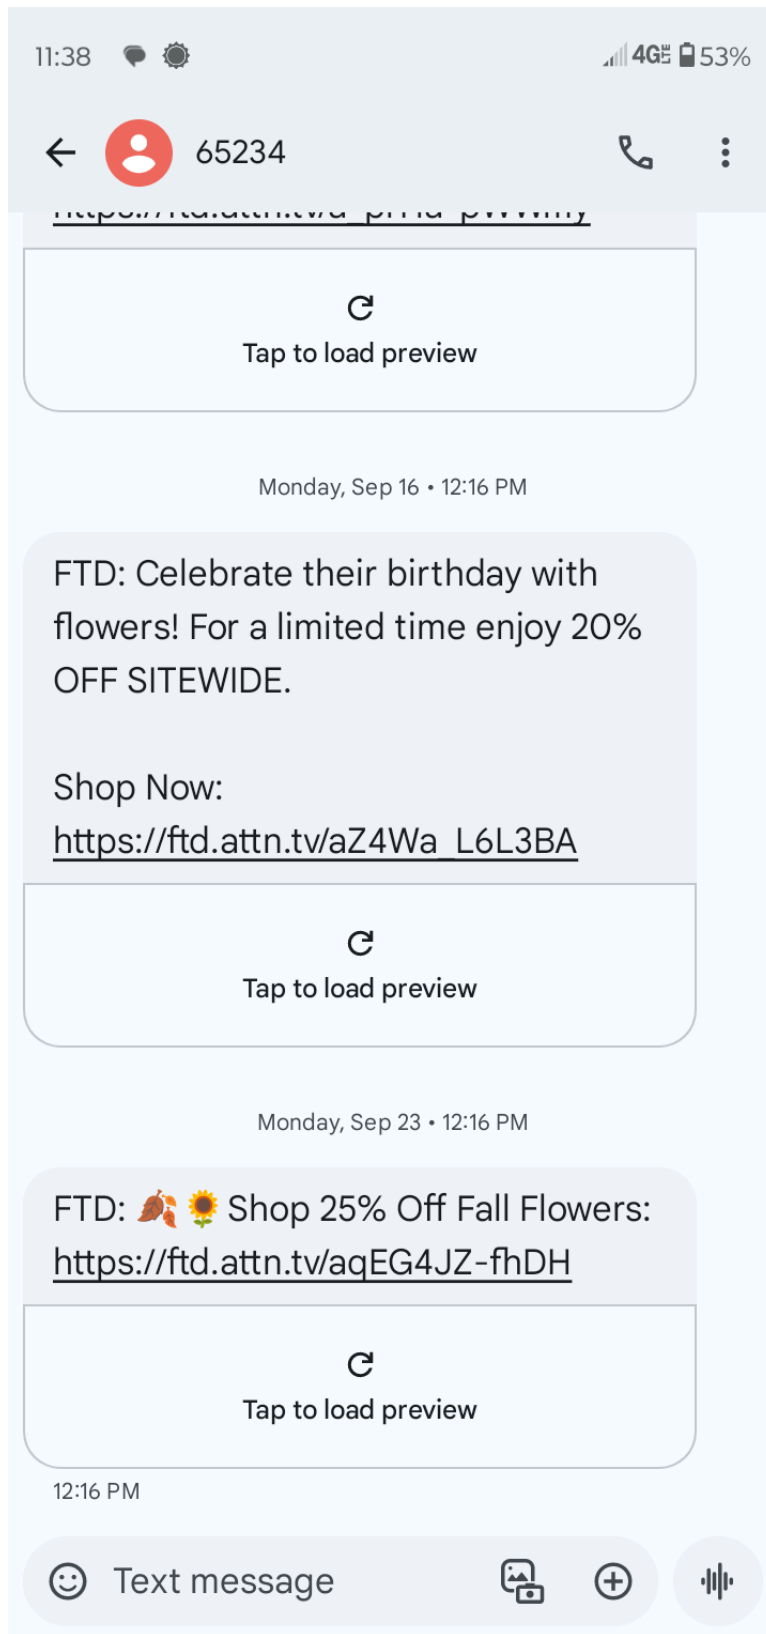 11:38 4G LTE 53%
65234
Tap to load preview
Monday, Sep 16 • 12:16 PM
FTD: Celebrate their birthday with
flowers! For a limited time enjoy 20%
OFF SITEWIDE.
Shop Now:
https://ftd.attn.tv/aZ4Wa_L6L3BA
Tap to load preview
Monday, Sep 23 • 12:16 PM
FTD: 🍂🌻Shop 25% Off Fall Flowers:
https://ftd.attn.tv/aqEG4JZ-fhDH
Tap to load preview
12:16 PM
Text message